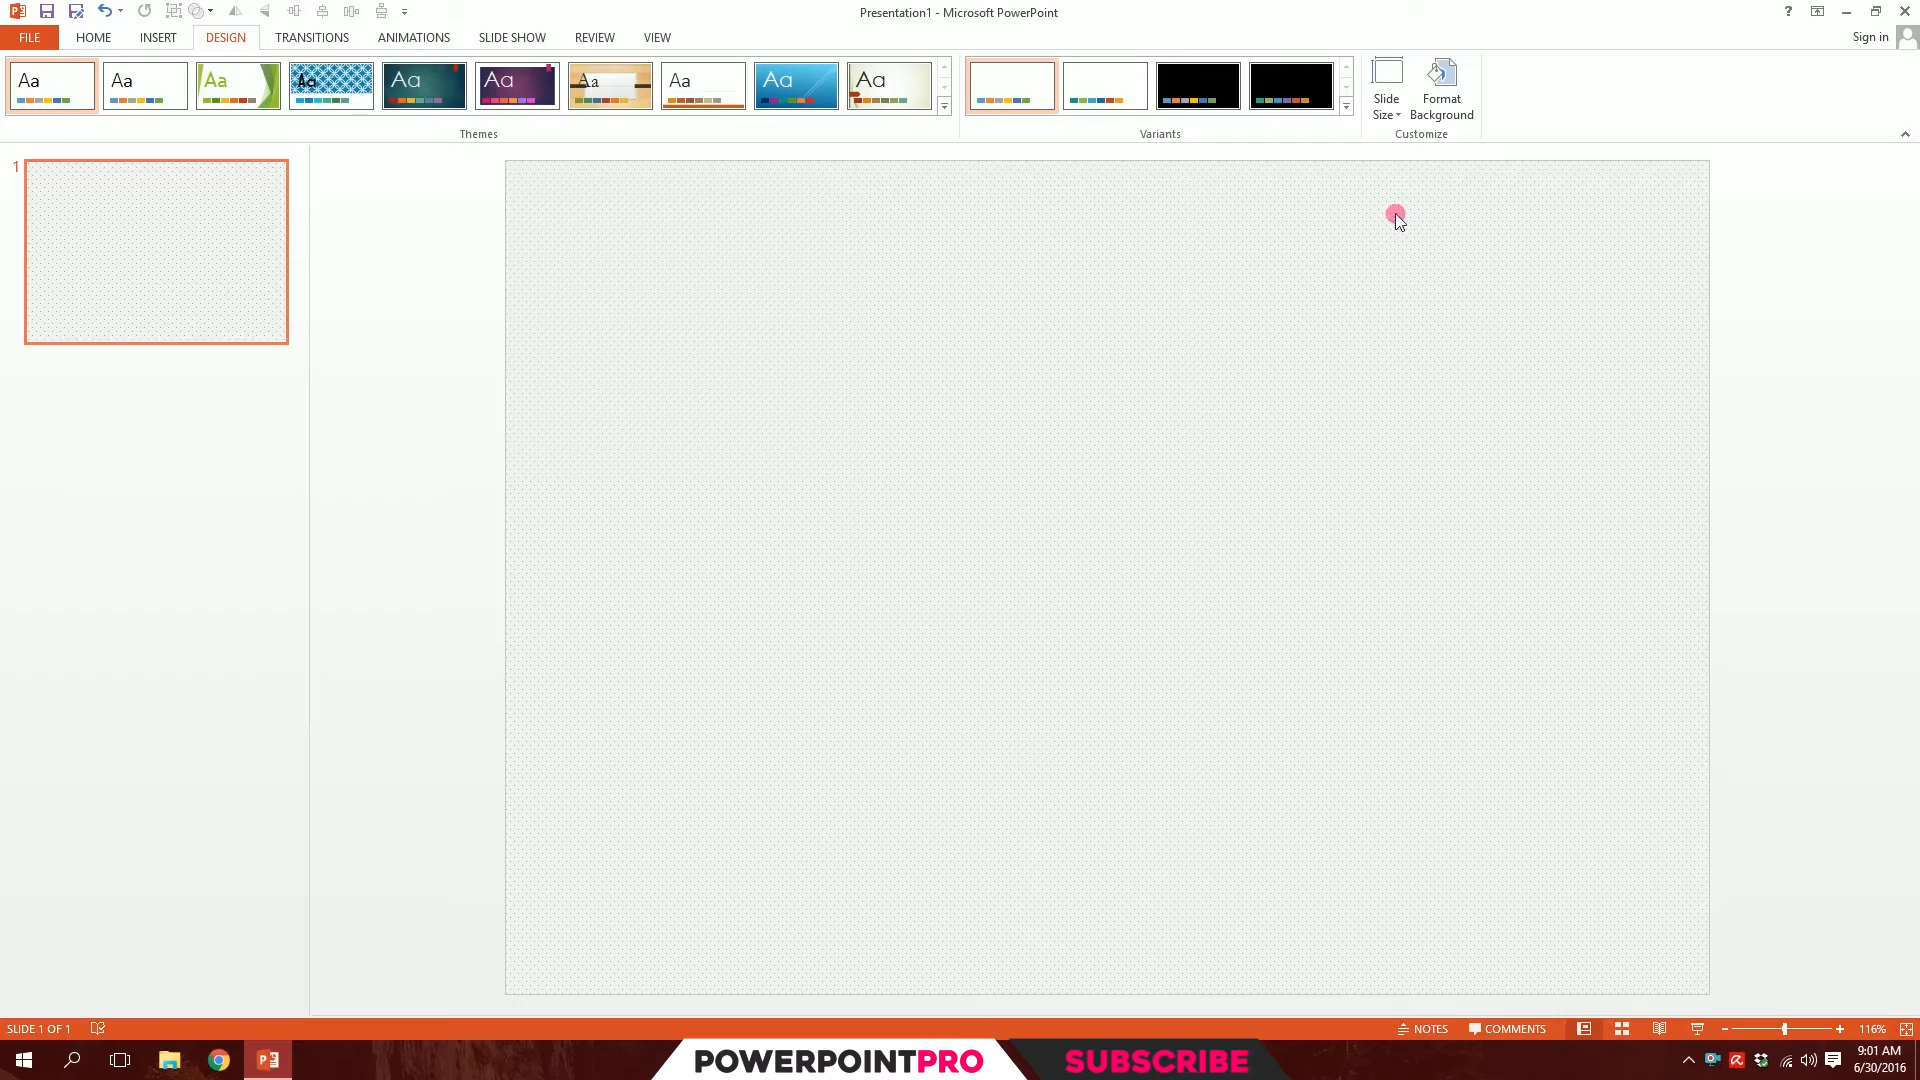 Presentation1 - Microsoft PowerPoint
?
FILE
HOME
INSERT
DESIGN
TRANSITIONS
ANIMATIONS
SLIDE SHOW
REVIEW
VIEW
Sign in
Aa
Aa
Aa
Aa
Aa
Aa
Aa
Aa
Aa
Aa
Slide
Size
Format
Background
Themes
Variants
Customize
1
SLIDE 1 OF 1
NOTES
COMMENTS
116%
POWERPOINTPRO
SUBSCRIBE
9:01 AM
6/30/2016